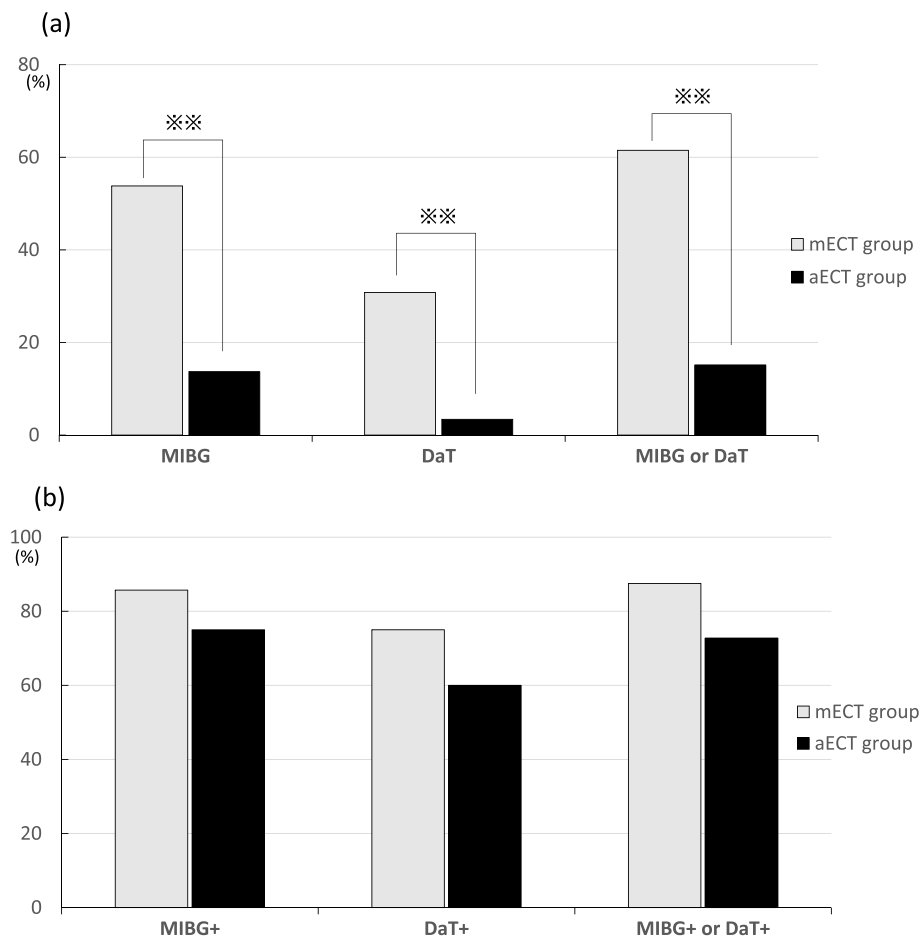 (a)
80
(%)
※※
※※
60
※※
40
mECT group
aECT group
20
0
MIBG
DaT
MIBG or DaT
(b)
100
(%)
80
60
mECT group
aECT group
40
20
0
MIBG+
DaT+
MIBG+ or DaT+